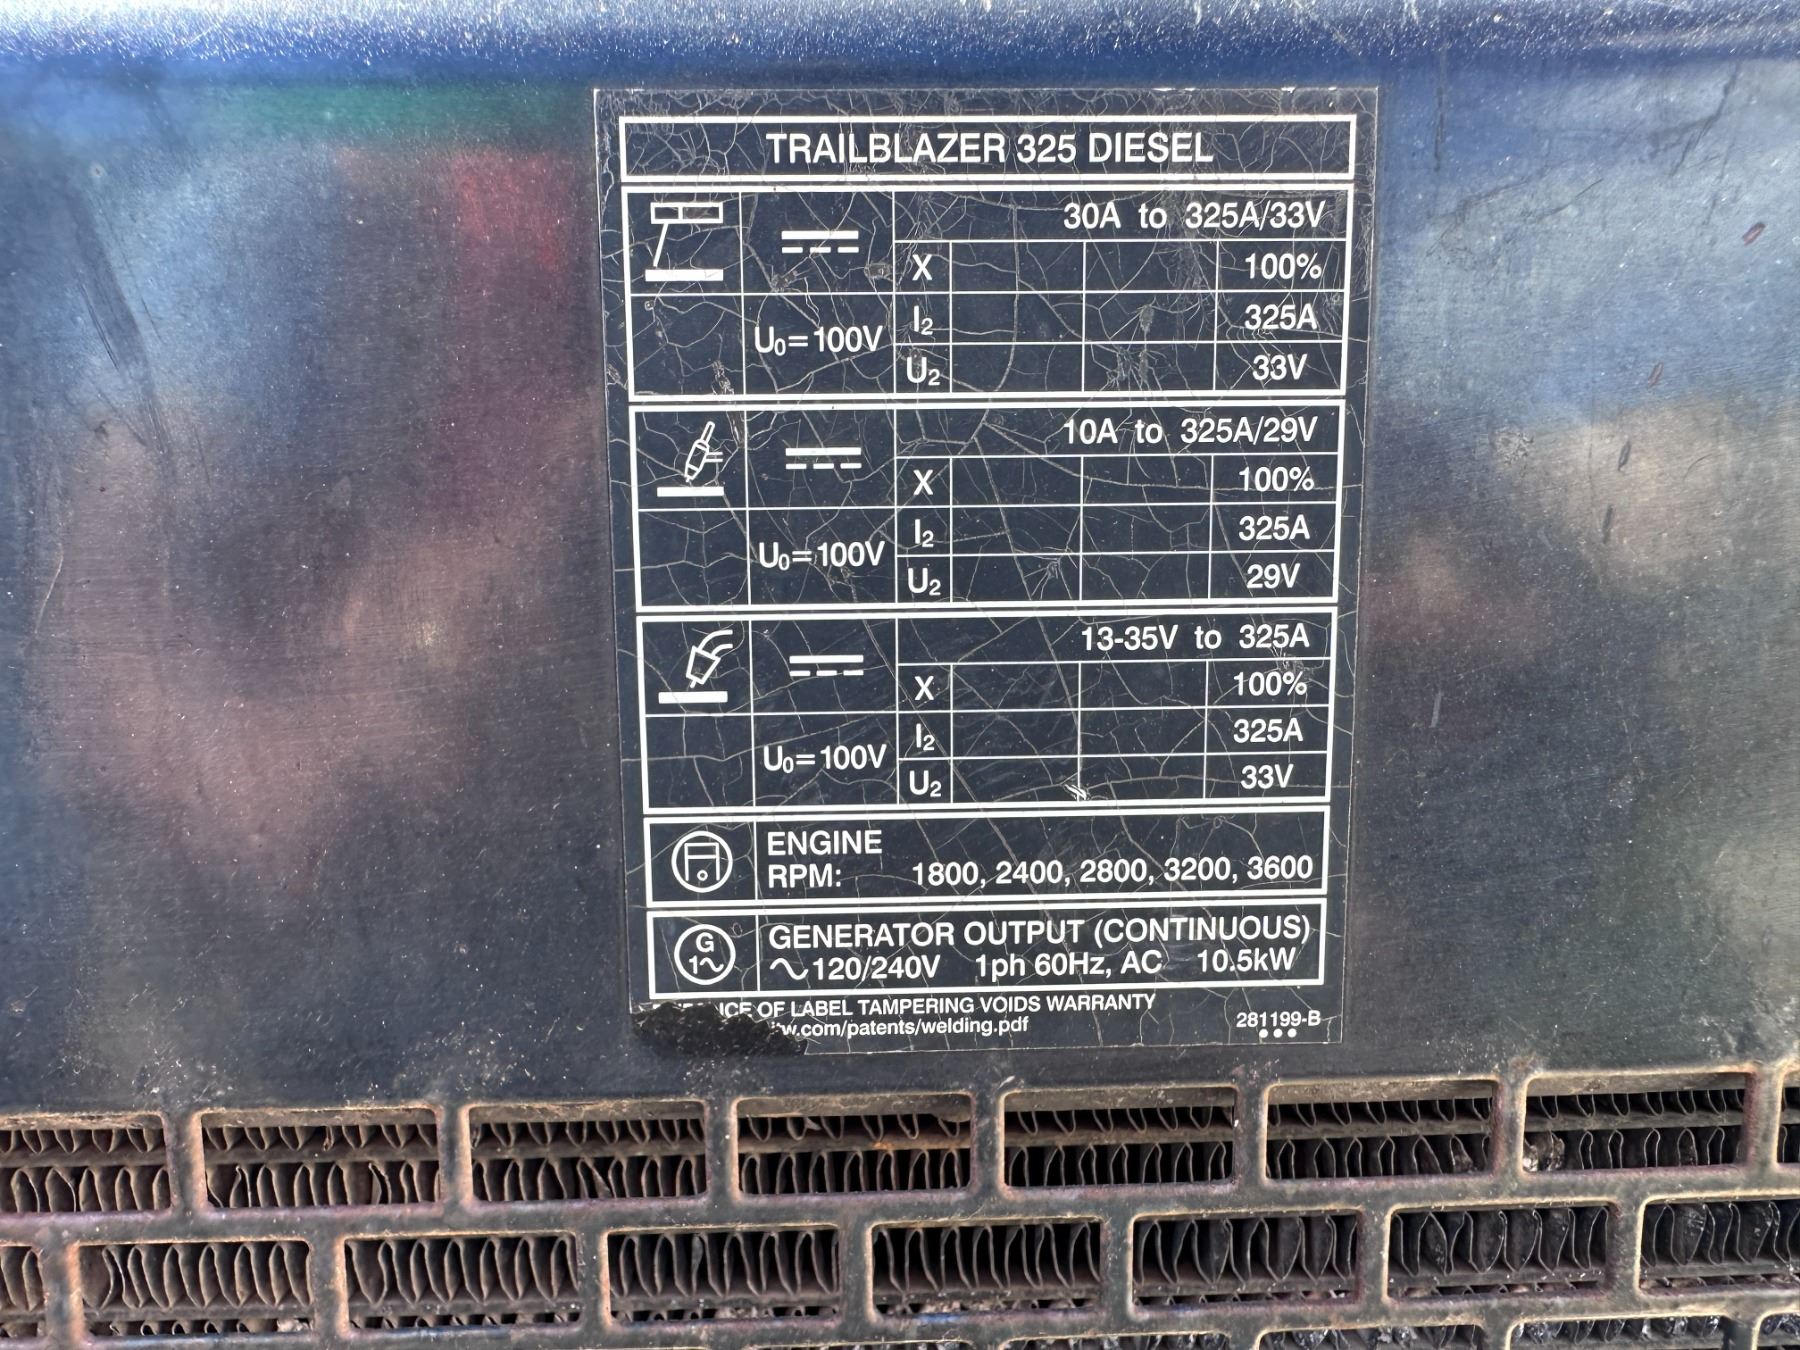 TRAILBLAZER 325 DIESEL
30A to 325A/33V
X 100%
U₀=100V
I₂ 325A
U₂ 33V
10A to 325A/29V
X 100%
U₀=100V
I₂ 325A
U₂ 29V
13-35V to 325A
X 100%
U₀=100V
I₂ 325A
U₂ 33V
ENGINE
RPM: 1800, 2400, 2800, 3200, 3600
G
1~
GENERATOR OUTPUT (CONTINUOUS)
~120/240V 1ph 60Hz, AC 10.5kW
OF LABEL TAMPERING VOIDS WARRANTY
.com/patents/welding.pdf
281199-B